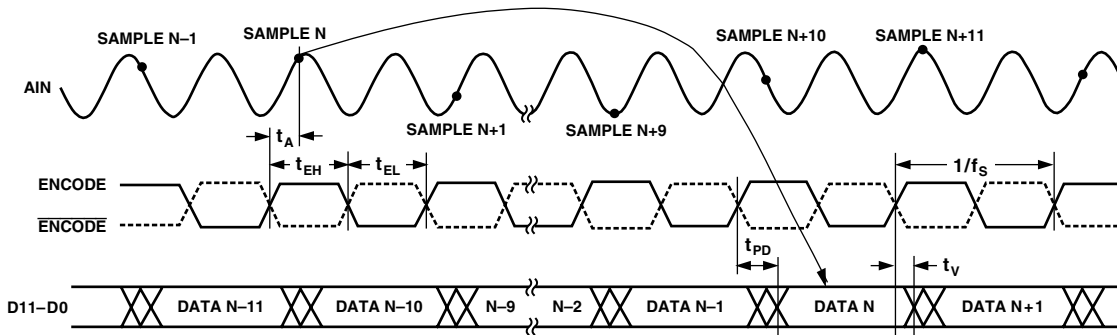 SAMPLE N–1
SAMPLE N
SAMPLE N+10
SAMPLE N+11
AIN
SAMPLE N+1
SAMPLE N+9
tA
tEH
tEL
1/fS
ENCODE
ENCODE
tPD
tV
D11–D0
DATA N–11
DATA N–10
N–9
N–2
DATA N–1
DATA N
DATA N+1